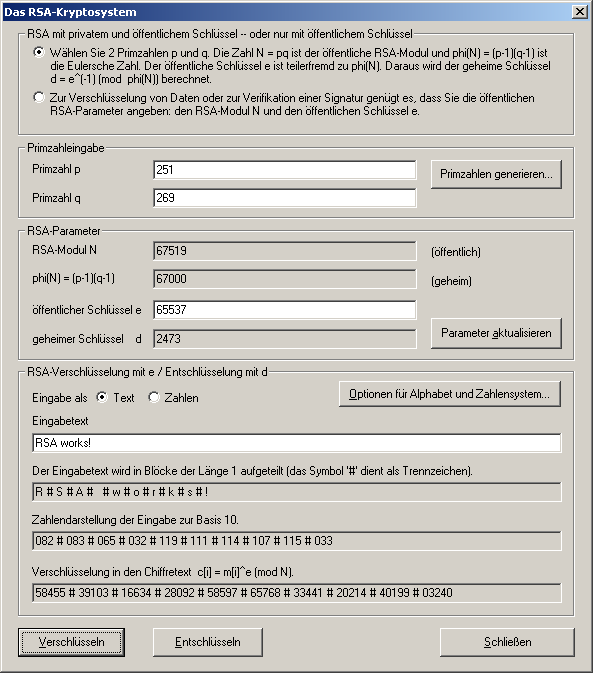 Das RSA-Kryptosystem
RSA mit privatem und öffentlichem Schlüssel -- oder nur mit öffentlichem Schlüssel
Wählen Sie 2 Primzahlen p und q. Die Zahl N = pq ist der öffentliche RSA-Modul und phi(N) = (p-1)(q-1) ist
die Eulersche Zahl. Der öffentliche Schlüssel e ist teilerfremd zu phi(N). Daraus wird der geheime Schlüssel
d = e^(-1) (mod phi(N)) berechnet.
Zur Verschlüsselung von Daten oder zur Verifikation einer Signatur genügt es, dass Sie die öffentlichen
RSA-Parameter angeben: den RSA-Modul N und den öffentlichen Schlüssel e.
Primzahleingabe
Primzahl p 251 Primzahlen generieren...
Primzahl q 269
RSA-Parameter
RSA-Modul N 67519 (öffentlich)
phi(N) = (p-1)(q-1) 67000 (geheim)
öffentlicher Schlüssel e 65537
geheimer Schlüssel d 2473 Parameter aktualisieren
RSA-Verschlüsselung mit e / Entschlüsselung mit d
Eingabe als Text Zahlen Optionen für Alphabet und Zahlensystem...
Eingabetext
RSA works!
Der Eingabetext wird in Blöcke der Länge 1 aufgeteilt (das Symbol '#' dient als Trennzeichen).
R # S # A #   # w # o # r # k # s # !
Zahlendarstellung der Eingabe zur Basis 10.
082 # 083 # 065 # 032 # 119 # 111 # 114 # 107 # 115 # 033
Verschlüsselung in den Chiffretext c[i] = m[i]^e (mod N).
58455 # 39103 # 16634 # 28092 # 58597 # 65768 # 33441 # 20214 # 40199 # 03240
Verschlüsseln Entschlüsseln Schließen